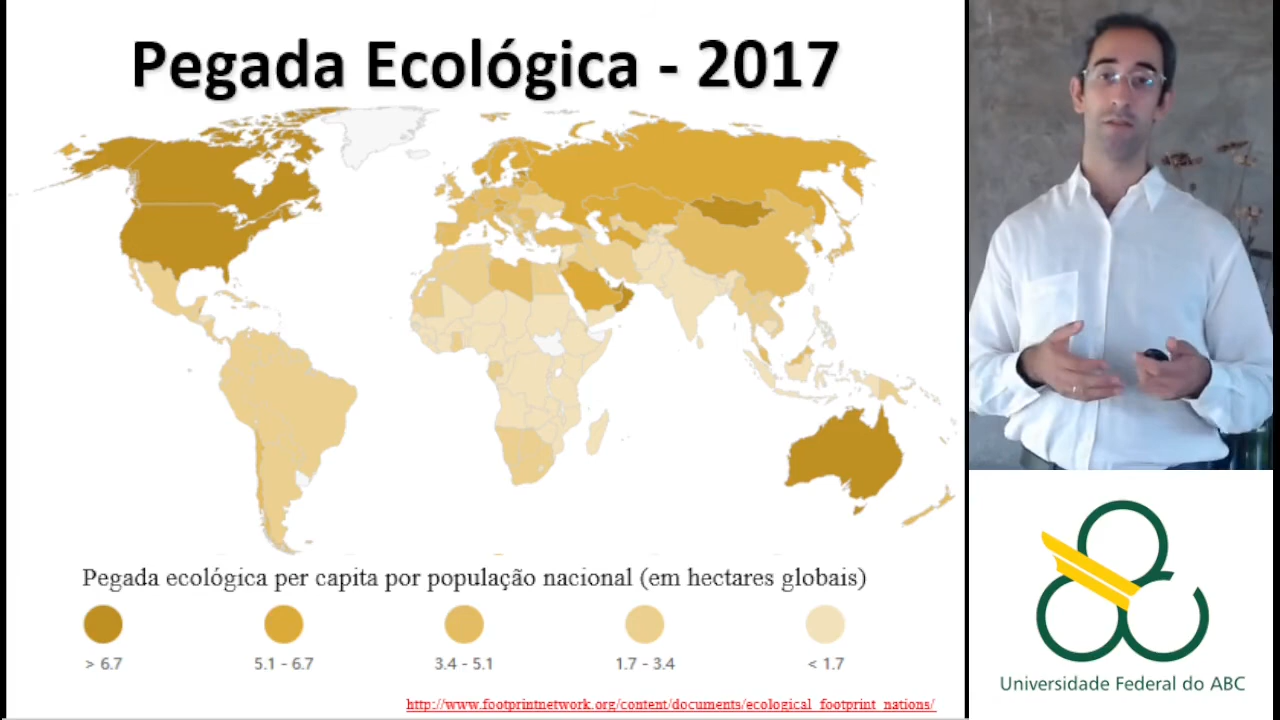 Pegada Ecológica - 2017
Pegada ecológica per capita por população nacional (em hectares globais)
> 6.7
5.1 - 6.7
3.4 - 5.1
1.7 - 3.4
< 1.7
http://www.footprintnetwork.org/content/documents/ecological_footprint_nations/
Universidade Federal do ABC